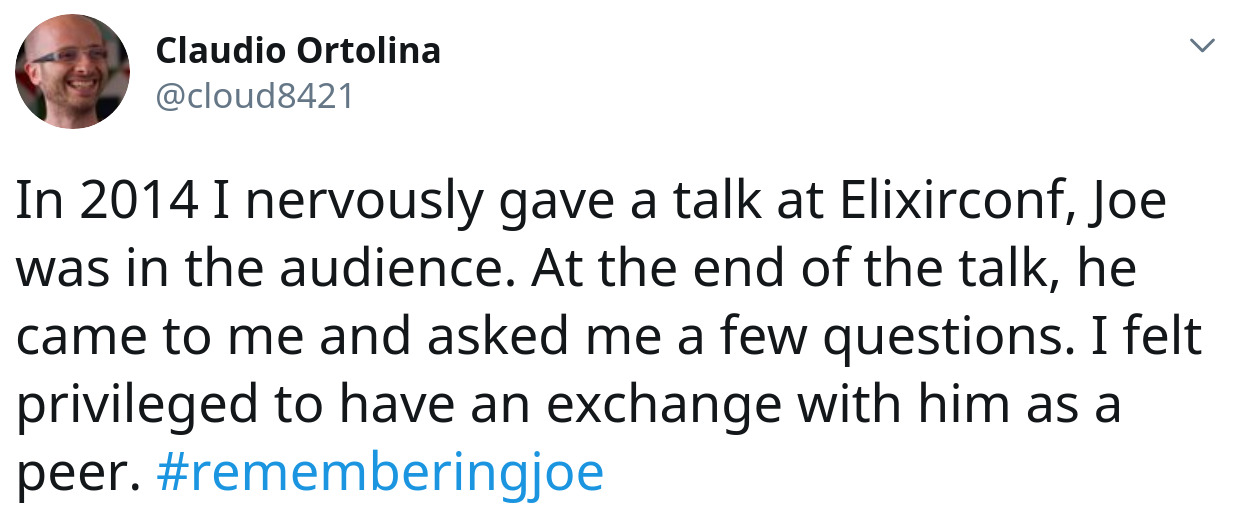 Claudio Ortolina
@cloud8421
In 2014 I nervously gave a talk at Elixirconf, Joe
was in the audience. At the end of the talk, he
came to me and asked me a few questions. I felt
privileged to have an exchange with him as a
peer. #rememberingjoe